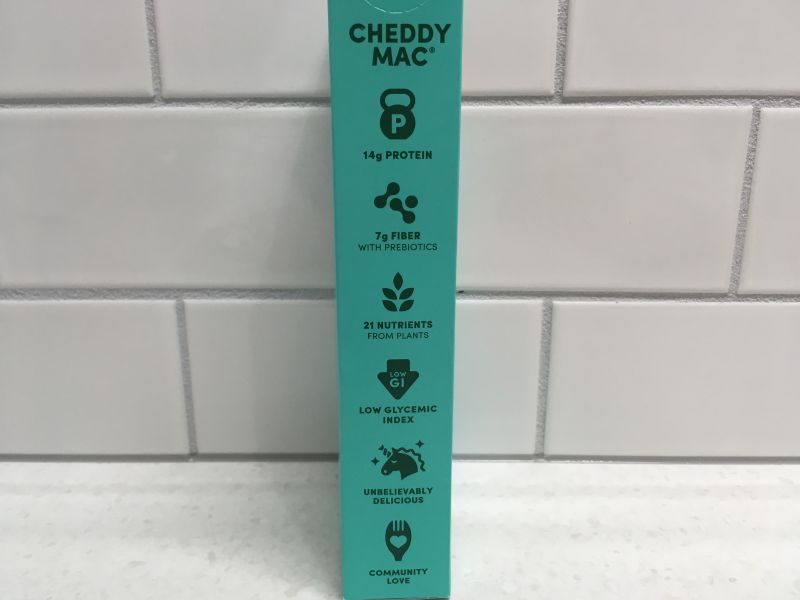 CHEDDY
MAC®
P
14g PROTEIN
7g FIBER
WITH PREBIOTICS
21 NUTRIENTS
FROM PLANTS
LOW
GI
LOW GLYCEMIC
INDEX
UNBELIEVABLY
DELICIOUS
COMMUNITY
LOVE